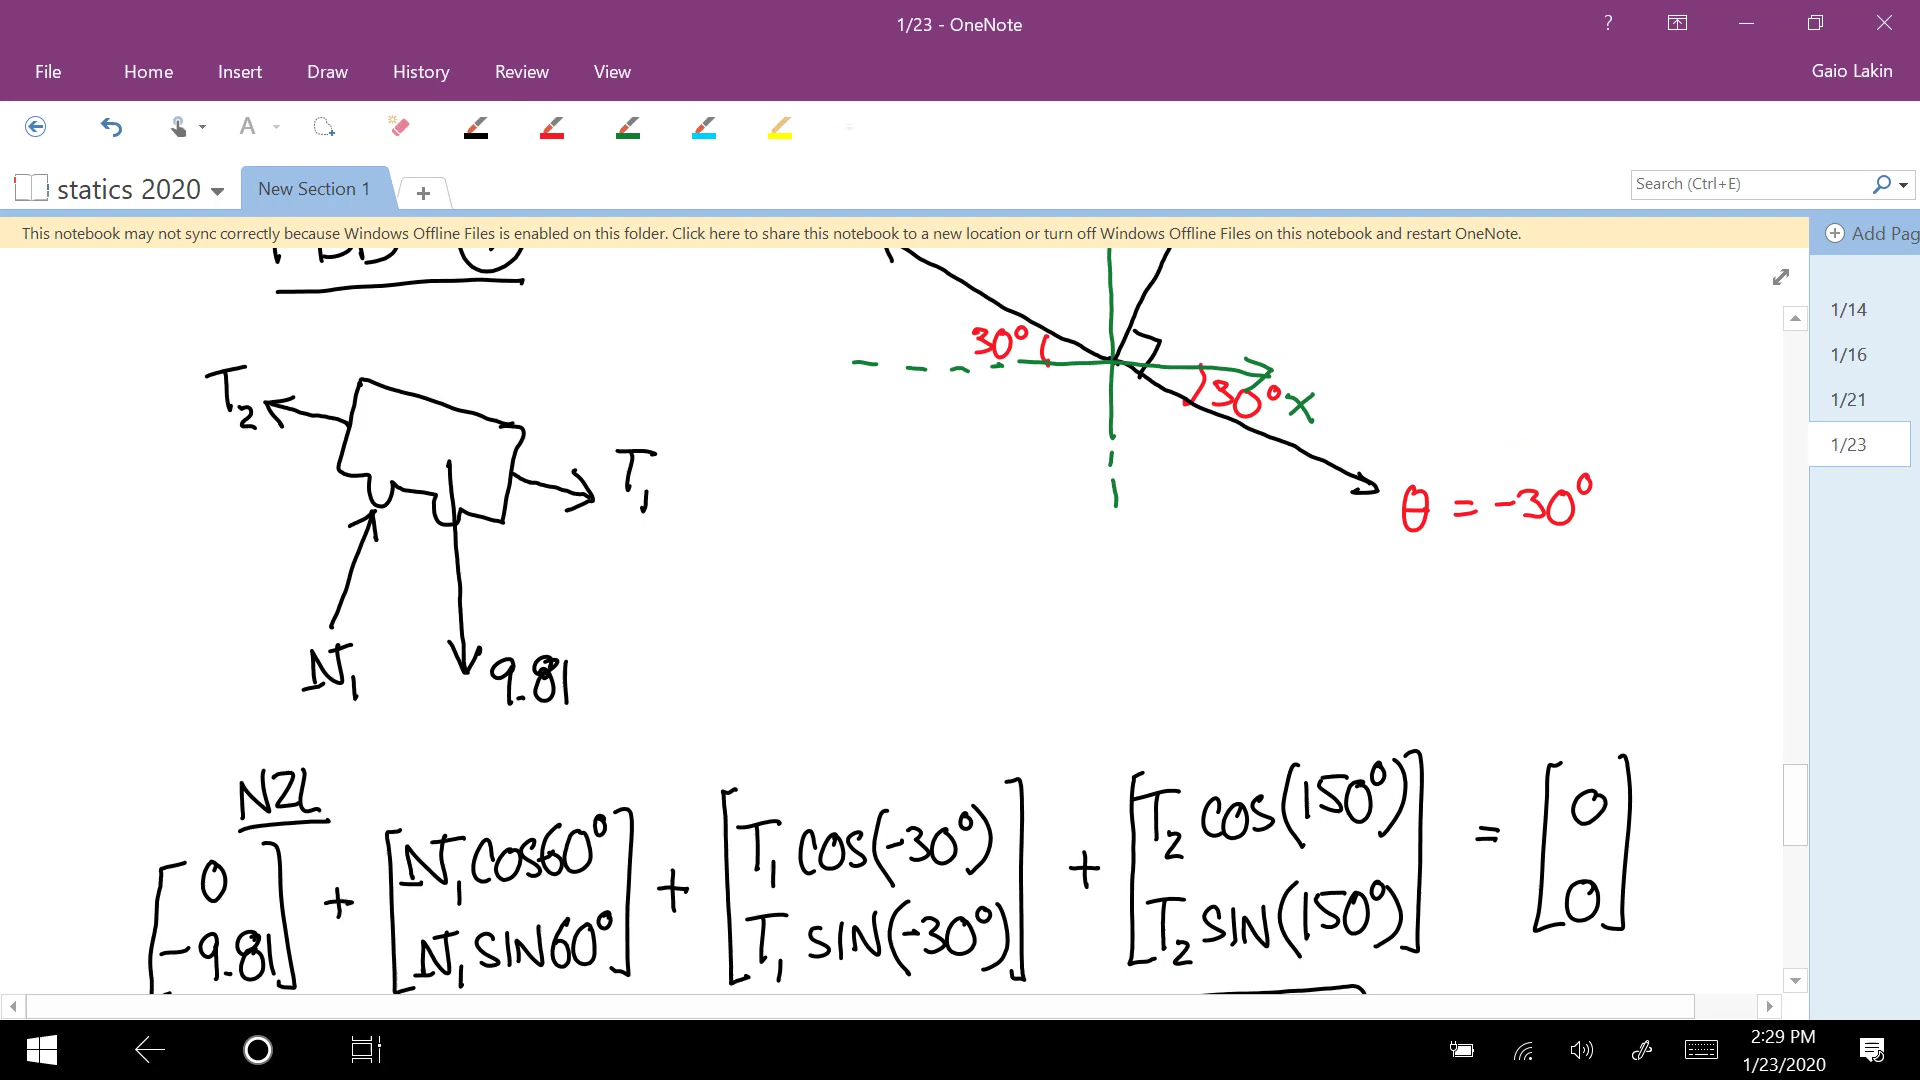 1/23 - OneNote
?
File Home Insert Draw History Review View
Gaio Lakin
A
statics 2020
New Section 1
+
Search (Ctrl+E)
This notebook may not sync correctly because Windows Offline Files is enabled on this folder. Click here to share this notebook to a new location or turn off Windows Offline Files on this notebook and restart OneNote.
Add Pag
1/14
1/16
1/21
1/23
30°
30° x
θ = -30°
T₂
T₁
N₁
9.81
N2L
[0 -9.81] + [N₁ cos60° N₁ SIN60°] + [T₁ cos(-30°) T₁ SIN(-30°)] + [T₂ cos(150°) T₂ SIN(150°)] = [0 0]
2:29 PM
1/23/2020